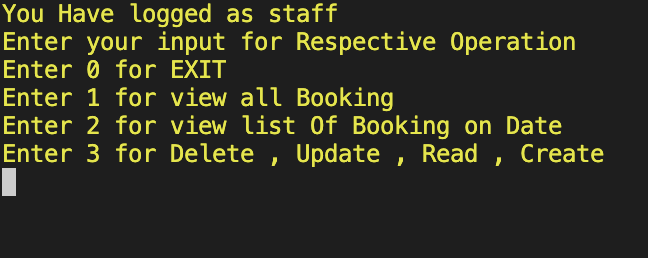 You Have logged as staff
Enter your input for Respective Operation
Enter 0 for EXIT
Enter 1 for view all Booking
Enter 2 for view list Of Booking on Date
Enter 3 for Delete , Update , Read , Create